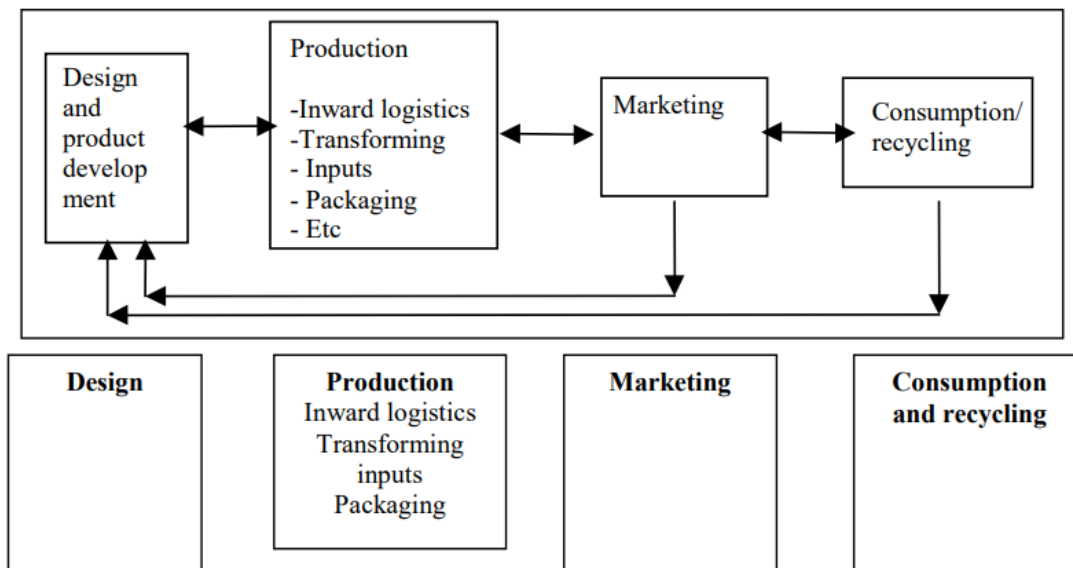 Design
and
product
develop
ment
Production
-Inward logistics
-Transforming
- Inputs
- Packaging
- Etc
Marketing
Consumption/
recycling
Design
Production
Inward logistics
Transforming
inputs
Packaging
Marketing
Consumption
and recycling